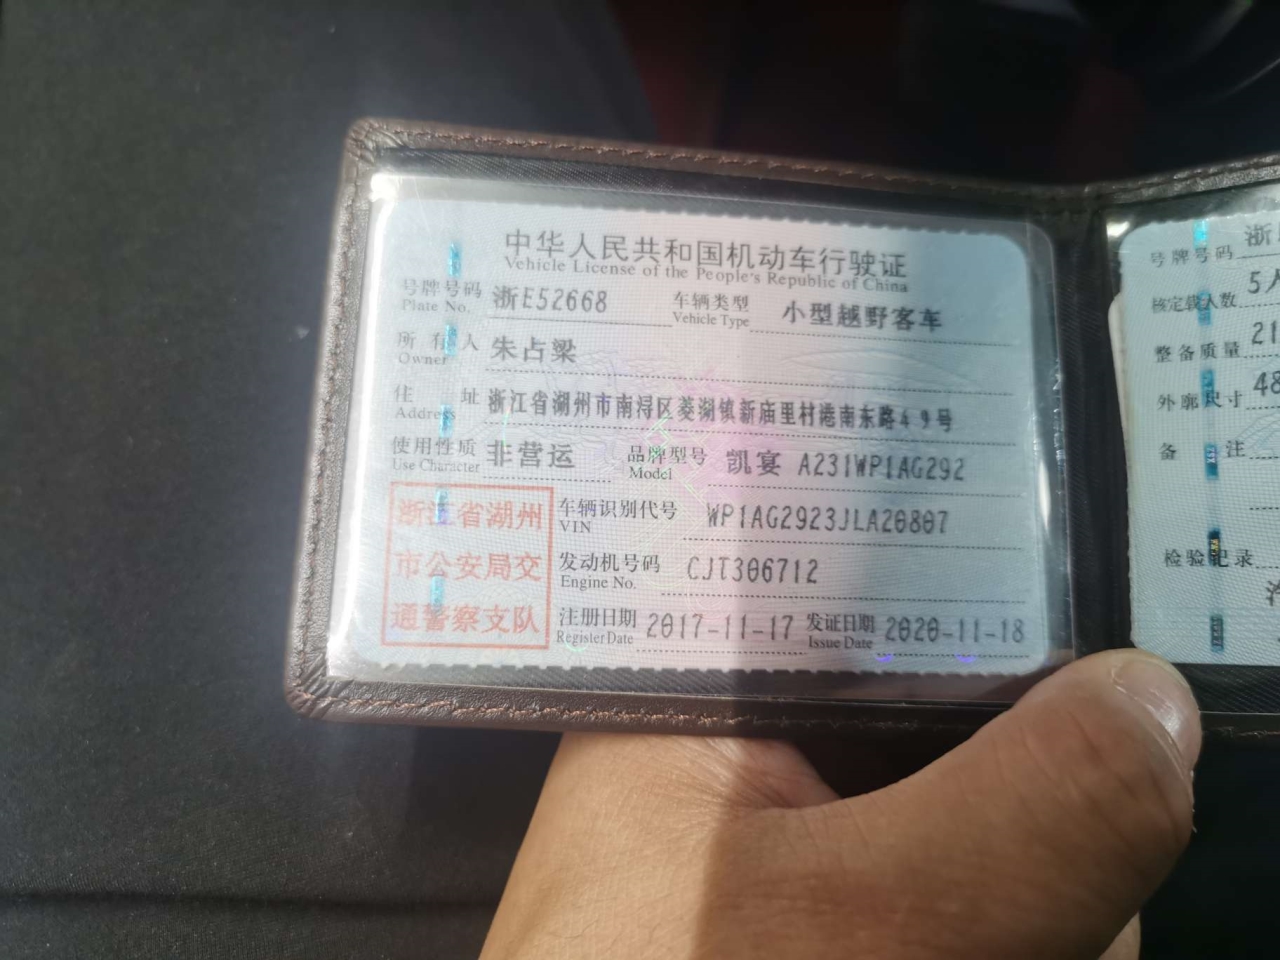 中华人民共和国机动车行驶证
Vehicle License of the People's Republic of China
号牌号码 浙E52668 车辆类型 小型越野客车
Plate No. Vehicle Type
所有人 朱占梁
Owner
住址 浙江省湖州市南浔区菱湖镇新庙里村港南东路49号
Address
使用性质 非营运 品牌型号 凯宴 A231WP1AG292
Use Character Model
浙江省湖州
市公安局交
通警察支队
车辆识别代号 WP1AG2923JLA20807
VIN
发动机号码 CJT306712
Engine No.
注册日期 2017-11-17 发证日期 2020-11-18
Register Date Issue Date
号牌号码 浙
核定载人数 5人
整备质量 21
外廓尺寸 48
备注
检验记录